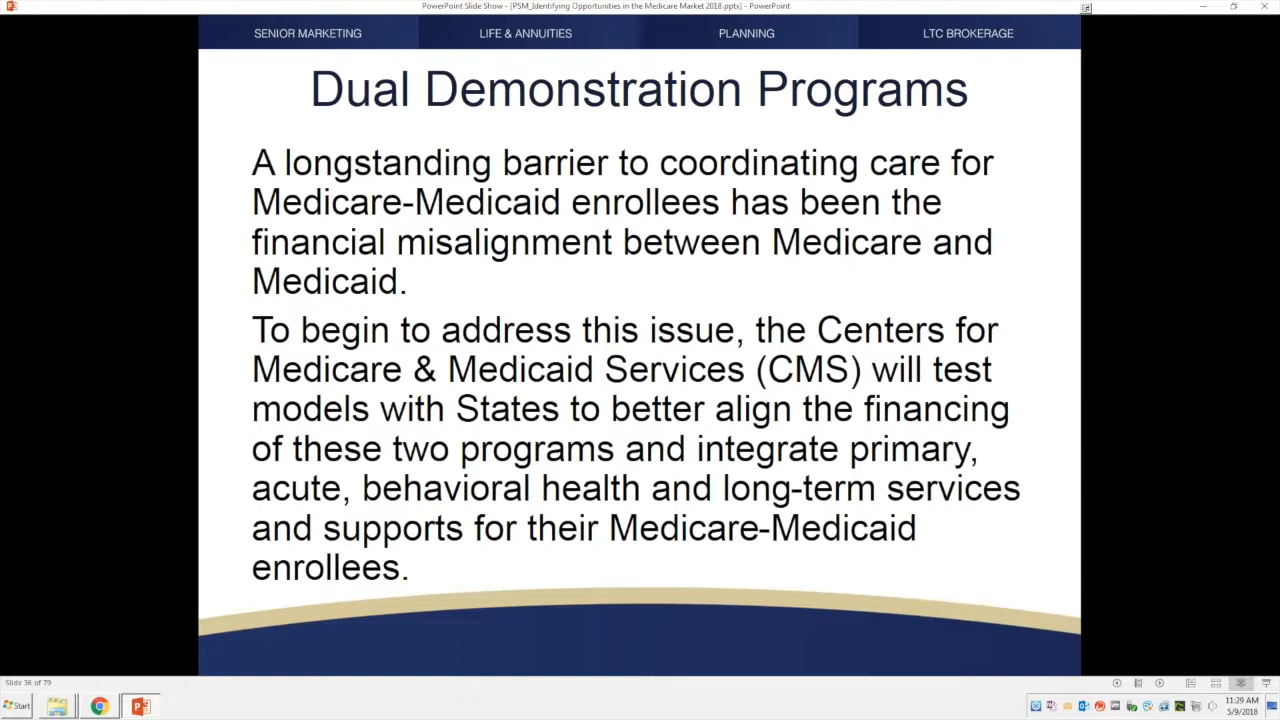 PowerPoint Slide Show - [PSM_Identifying Opportunities in the Medicare Market 2018.pptx] - PowerPoint
SENIOR MARKETING
LIFE & ANNUITIES
PLANNING
LTC BROKERAGE
Dual Demonstration Programs
A longstanding barrier to coordinating care for
Medicare-Medicaid enrollees has been the
financial misalignment between Medicare and
Medicaid.
To begin to address this issue, the Centers for
Medicare & Medicaid Services (CMS) will test
models with States to better align the financing
of these two programs and integrate primary,
acute, behavioral health and long-term services
and supports for their Medicare-Medicaid
enrollees.
Slide 36 of 79
Start
11:29 AM
5/9/2018